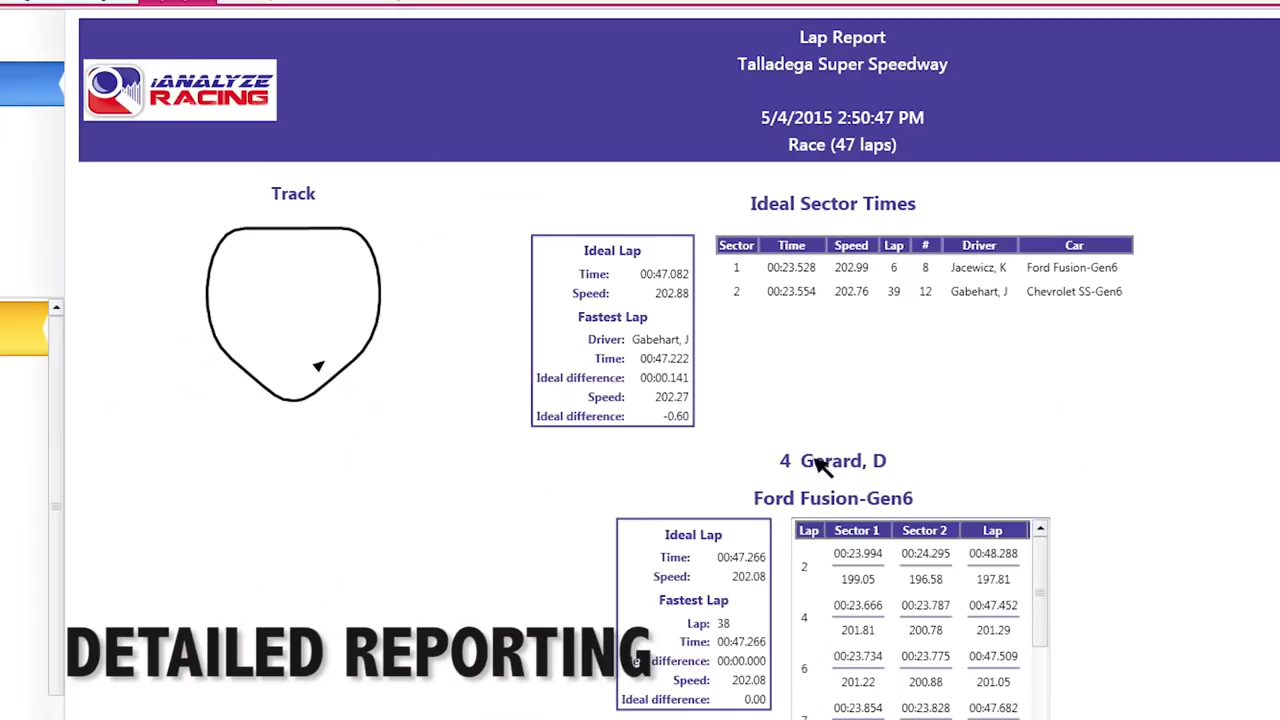 Lap Report
Talladega Super Speedway
iANALYZE
RACING
5/4/2015 2:50:47 PM
Race (47 laps)
Track
Ideal Sector Times
Ideal Lap
Time: 00:47.082
Speed: 202.88
Fastest Lap
Driver: Gabehart, J
Time: 00:47.222
Ideal difference: 00:00.141
Speed: 202.27
Ideal difference: -0.60
Sector Time Speed Lap # Driver Car
1 00:23.528 202.99 6 8 Jacewicz, K Ford Fusion-Gen6
2 00:23.554 202.76 39 12 Gabehart, J Chevrolet SS-Gen6
4 Gerard, D
Ford Fusion-Gen6
Ideal Lap
Time: 00:47.266
Speed: 202.08
Fastest Lap
Lap: 38
Time: 00:47.266
difference: 00:00.000
Speed: 202.08
Ideal difference: 0.00
Lap Sector 1 Sector 2 Lap
2 00:23.994 00:24.295 00:48.288
199.05 196.58 197.81
4 00:23.666 00:23.787 00:47.452
201.81 200.78 201.29
6 00:23.734 00:23.775 00:47.509
201.22 200.88 201.05
00:23.854 00:23.828 00:47.682
DETAILED REPORTING